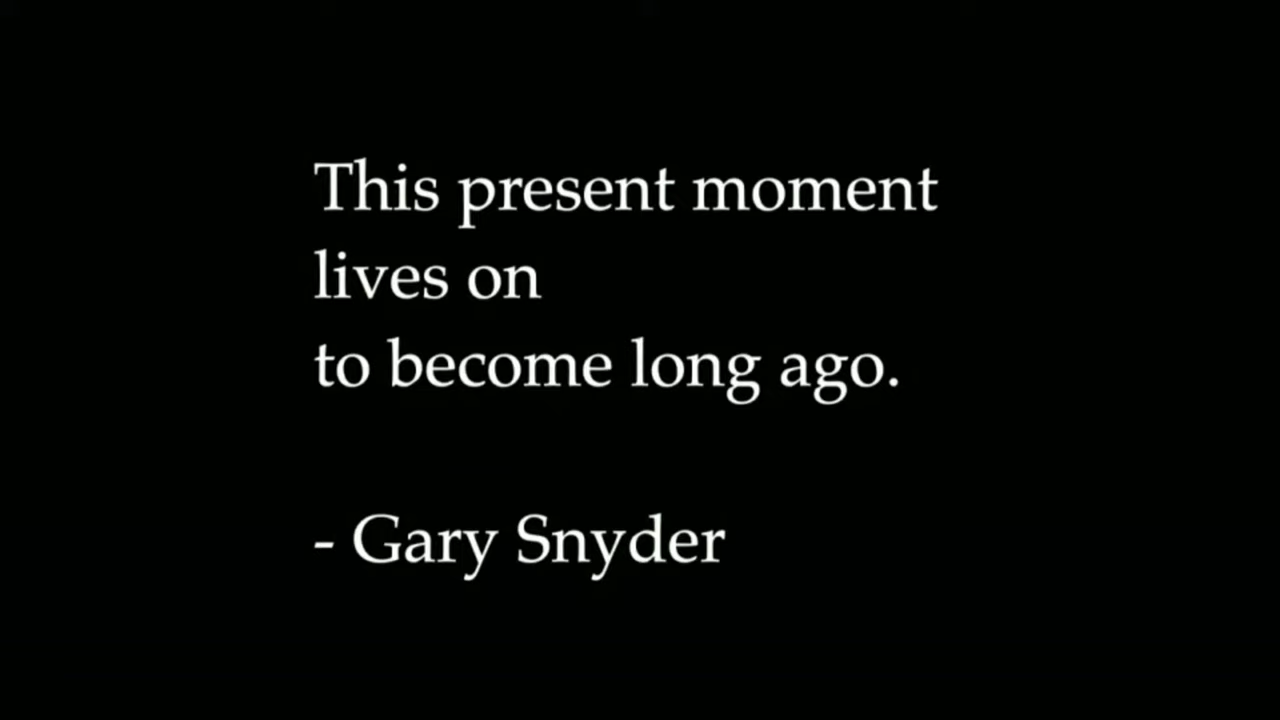 This present moment
lives on
to become long ago.
- Gary Snyder